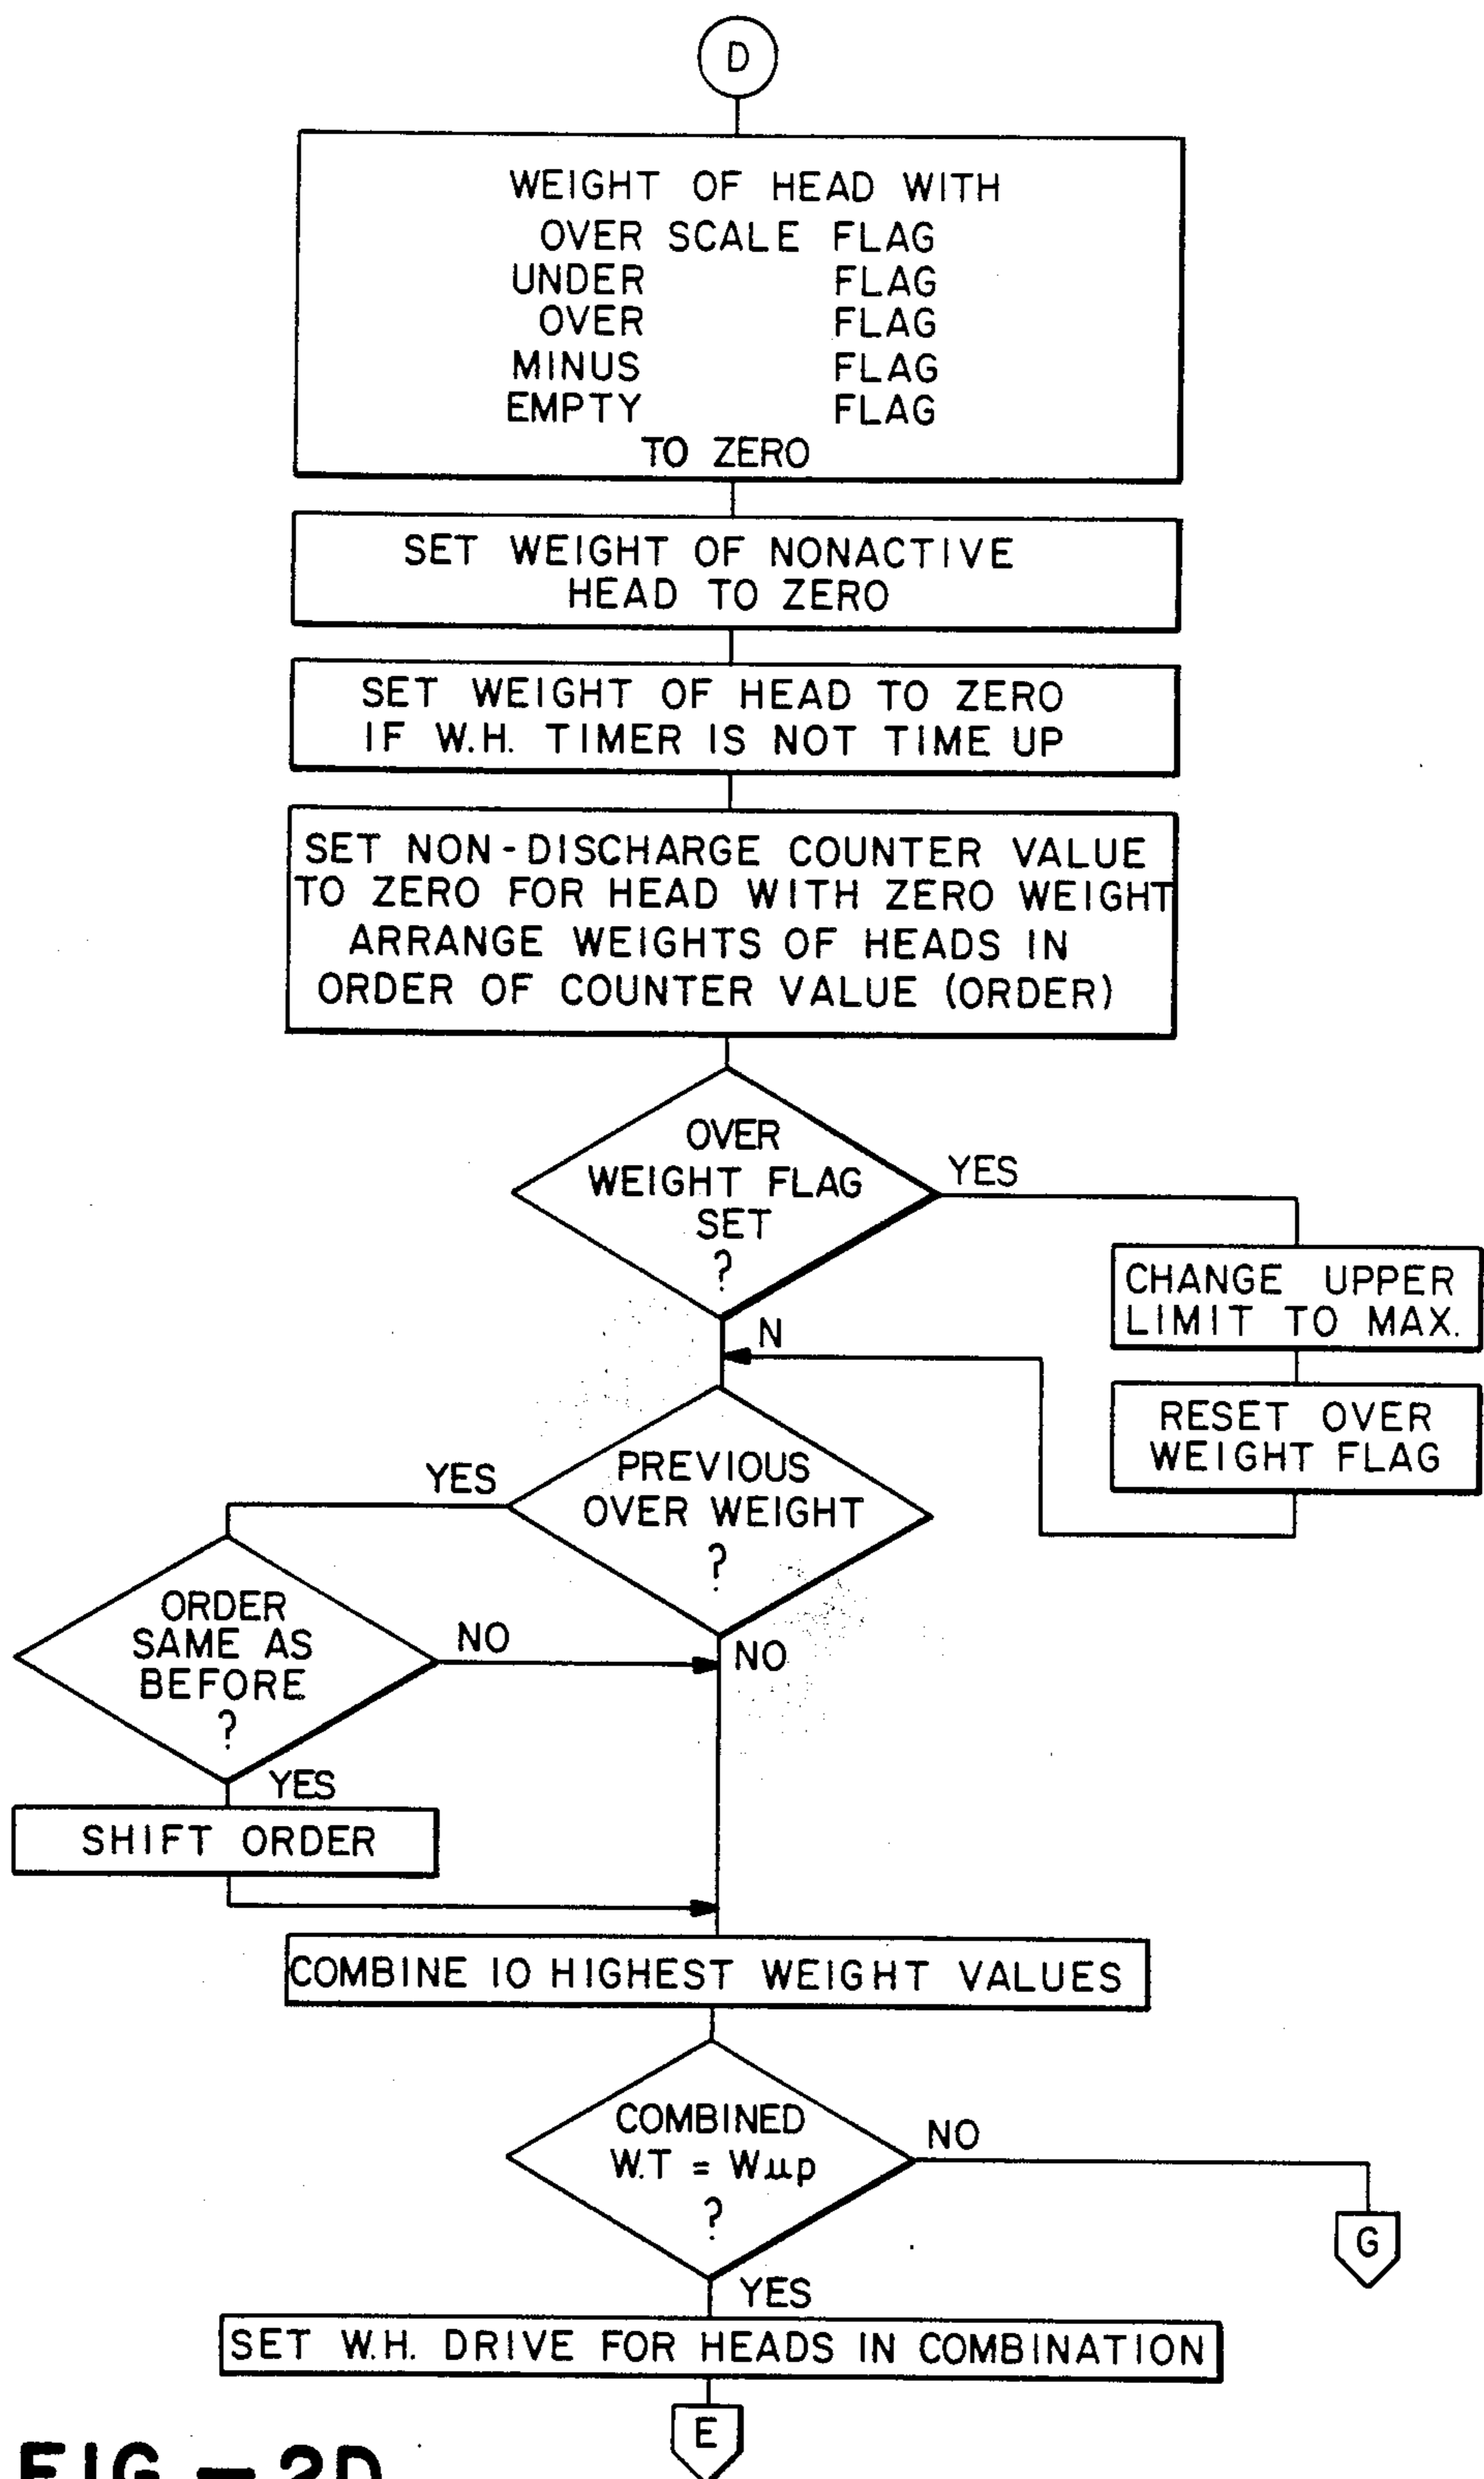 D
WEIGHT OF HEAD WITH
OVER SCALE FLAG
UNDER FLAG
OVER FLAG
MINUS FLAG
EMPTY FLAG
TO ZERO
SET WEIGHT OF NONACTIVE
HEAD TO ZERO
SET WEIGHT OF HEAD TO ZERO
IF W.H. TIMER IS NOT TIME UP
SET NON-DISCHARGE COUNTER VALUE
TO ZERO FOR HEAD WITH ZERO WEIGHT
ARRANGE WEIGHTS OF HEADS IN
ORDER OF COUNTER VALUE (ORDER)
OVER
WEIGHT FLAG
SET
?
YES
CHANGE UPPER
LIMIT TO MAX.
RESET OVER
WEIGHT FLAG
N
PREVIOUS
OVER WEIGHT
?
YES
NO
ORDER
SAME AS
BEFORE
?
NO
YES
SHIFT ORDER
COMBINE 10 HIGHEST WEIGHT VALUES
COMBINED
W.T = Wμp
?
NO
G
YES
SET W.H. DRIVE FOR HEADS IN COMBINATION
E
FIG — 2D